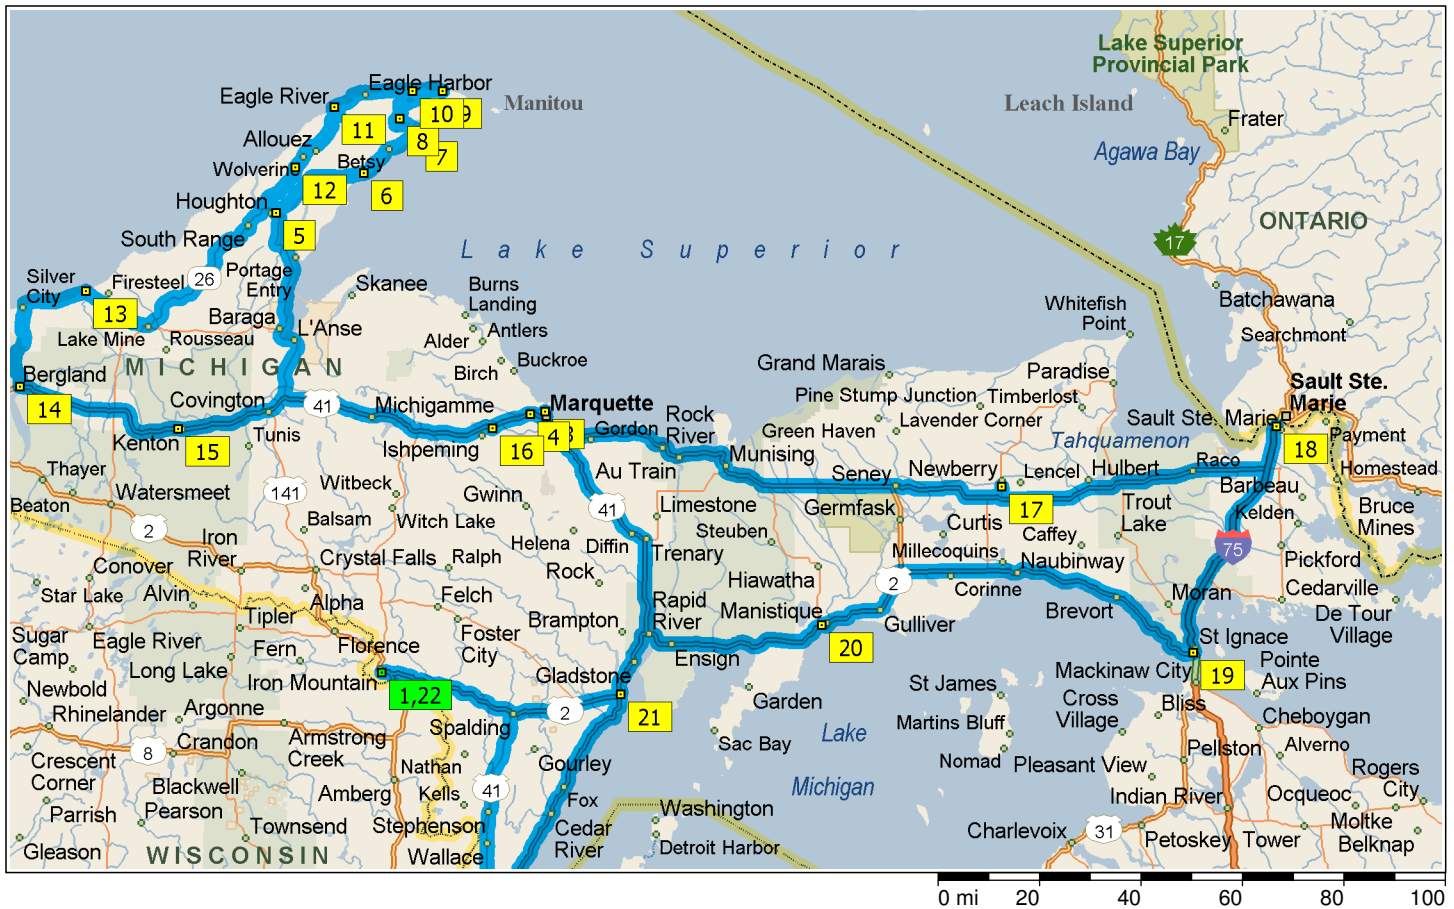 Lake Superior
Provincial Park
Eagle Harbor
Eagle River
Manitou
Leach Island
10
9
Frater
11
Allouez
8
7
Agawa Bay
Wolverine
Betsy
12
6
Houghton
ONTARIO
5
South Range
17
Lake Superior
Silver
City
Firesteel
26
Portage
Entry
Skanee
Burns
Landing
Batchawana
Whitefish
Point
13
Baraga
L'Anse
Antlers
Searchmont
Lake Mine
Rousseau
Alder
Buckroe
MICHIGAN
Bergland
Birch
Grand Marais
Paradise
Sault Ste.
Marie
14
Covington
41
Michigamme
Marquette
Pine Stump Junction
Timberlost
Rock
River
Lavender Corner
Sault Ste. Marie
Kenton
15
Tunis
Ishpeming
16
4
3
Gordon
Green Haven
Tahquamenon
18
Payment
Munising
Thayer
Au Train
Seney
Newberry
Lencel
Hulbert
Raco
Homestead
Beaton
Watersmeet
141
Witbeck
Gwinn
41
Limestone
Germfask
17
Trout
Lake
Barbeau
Kelden
Bruce
Mines
2
Balsam
Witch Lake
Steuben
Curtis
Caffey
Iron
River
Helena
Diffin
Trenary
Millecoquins
75
Pickford
Conover
Crystal Falls
Ralph
Rock
Hiawatha
2
Naubinway
Corinne
Moran
Cedarville
Star Lake
Alvin
Alpha
Felch
Rapid
River
Manistique
Brevort
De Tour
Village
Tipler
Brampton
Gulliver
Sugar
Camp
Eagle River
Florence
Foster
City
20
St Ignace
Fern
Ensign
Long Lake
Iron Mountain
Gladstone
Mackinaw City
19
Pointe
Aux Pins
Newbold
1,22
St James
Cross
Village
Bliss
Rhinelander
Argonne
2
21
Garden
Martins Bluff
Cheboygan
Spalding
Crandon
Armstrong
Creek
Sac Bay
Lake
Michigan
Nomad
Pellston
Alverno
8
Crescent
Corner
Nathan
Gourley
Pleasant View
Rogers
City
Blackwell
Amberg
Kells
41
Indian River
Ocqueoc
Parrish
Pearson
Fox
Washington
Moltke
Townsend
Stephenson
Cedar
River
Charlevoix
31
Petoskey
Tower
Belknap
Gleason
WISCONSIN
Wallace
Detroit Harbor
0 mi 20 40 60 80 100